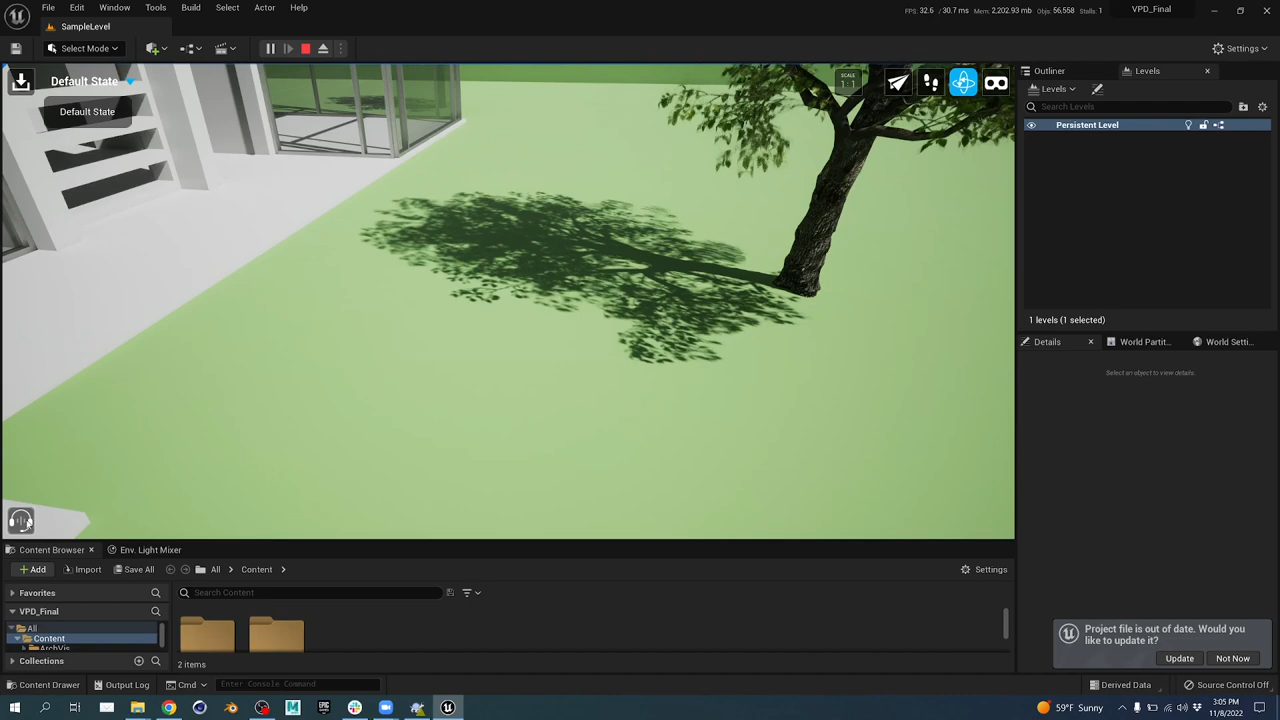 File Edit Window Tools Build Select Actor Help
FPS: 32.6 / 30.7 ms Mem: 2,202.93 mb Objs: 56,558 Stalls: 1
VPD_Final
SampleLevel
Select Mode
Settings
Default State
Default State
SCALE
1:1
Outliner
Levels
Levels
Search Levels
Persistent Level
1 levels (1 selected)
Details
World Partit...
World Setti...
Select an object to view details.
Content Browser
Env. Light Mixer
Add
Import
Save All
All
Content
Settings
Favorites
Search Content
VPD_Final
All
Content
ArchVis
Collections
2 items
Project file is out of date. Would you
like to update it?
Update
Not Now
Content Drawer
Output Log
Cmd
Enter Console Command
Derived Data
Source Control Off
59°F Sunny
3:05 PM
11/8/2022